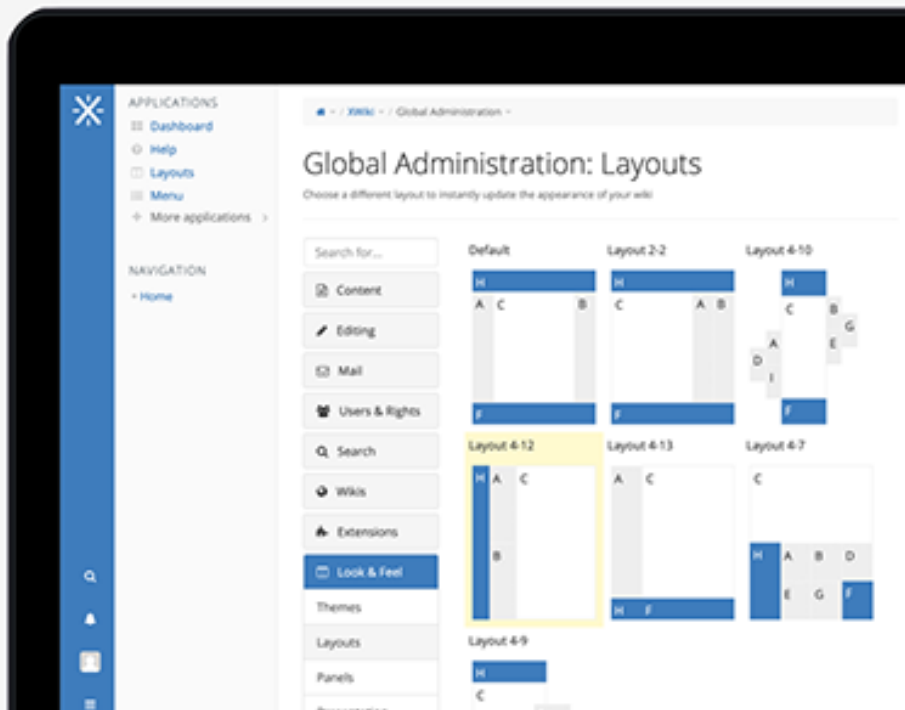 APPLICATIONS
Dashboard
Help
Layouts
Menu
More applications
NAVIGATION
Home
/ XWiki / Global Administration
Global Administration: Layouts
Choose a different layout to instantly update the appearance of your wiki
Search for...
Content
Editing
Mail
Users & Rights
Search
Wikis
Extensions
Look & Feel
Themes
Layouts
Panels
Presentation
Default
H
A C B
F
Layout 2-2
H
C A B
F
Layout 4-10
H
C B
G
A E
D
I
F
Layout 4-12
H A C
B
Layout 4-13
A C
H F
Layout 4-7
C
H A B D
E G F
Layout 4-9
H
C